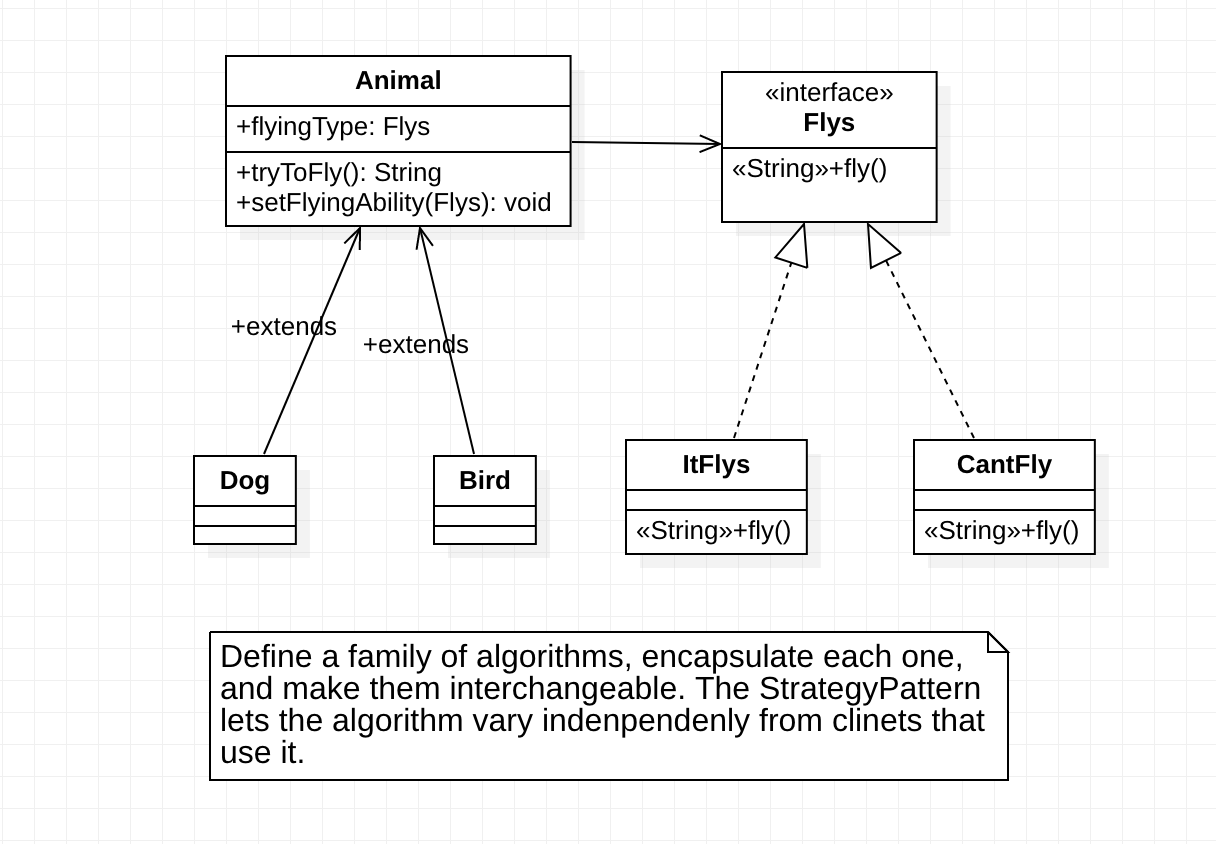 Animal
+flyingType: Flys
+tryToFly(): String
+setFlyingAbility(Flys): void
«interface»
Flys
«String»+fly()
+extends
+extends
Dog
Bird
ItFlys
«String»+fly()
CantFly
«String»+fly()
Define a family of algorithms, encapsulate each one,
and make them interchangeable. The StrategyPattern
lets the algorithm vary indenpendenly from clinets that
use it.